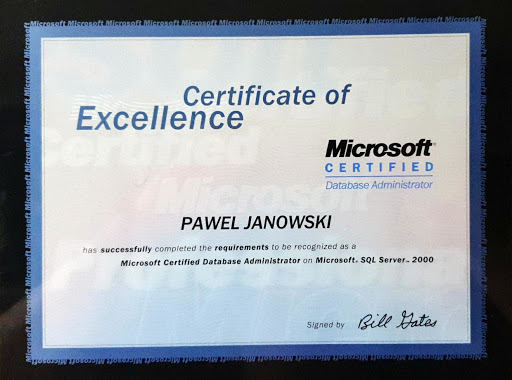 Certificate of
Excellence
Microsoft®
CERTIFIED
Database Administrator
PAWEL JANOWSKI
has successfully completed the requirements to be recognized as a
Microsoft Certified Database Administrator on Microsoft® SQL Server™ 2000
Signed by Bill Gates